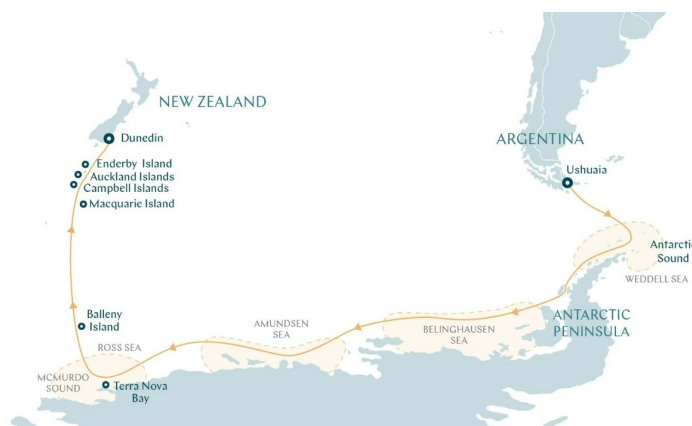 NEW ZEALAND
Dunedin
Enderby Island
Auckland Islands
Campbell Islands
Macquarie Island
ARGENTINA
Ushuaia
Antarctic
Sound
WEDDELL SEA
ANTARCTIC
PENINSULA
BELINGHAUSEN
SEA
AMUNDSEN
SEA
Balleny
Island
ROSS SEA
MCMURDO
SOUND
Terra Nova
Bay